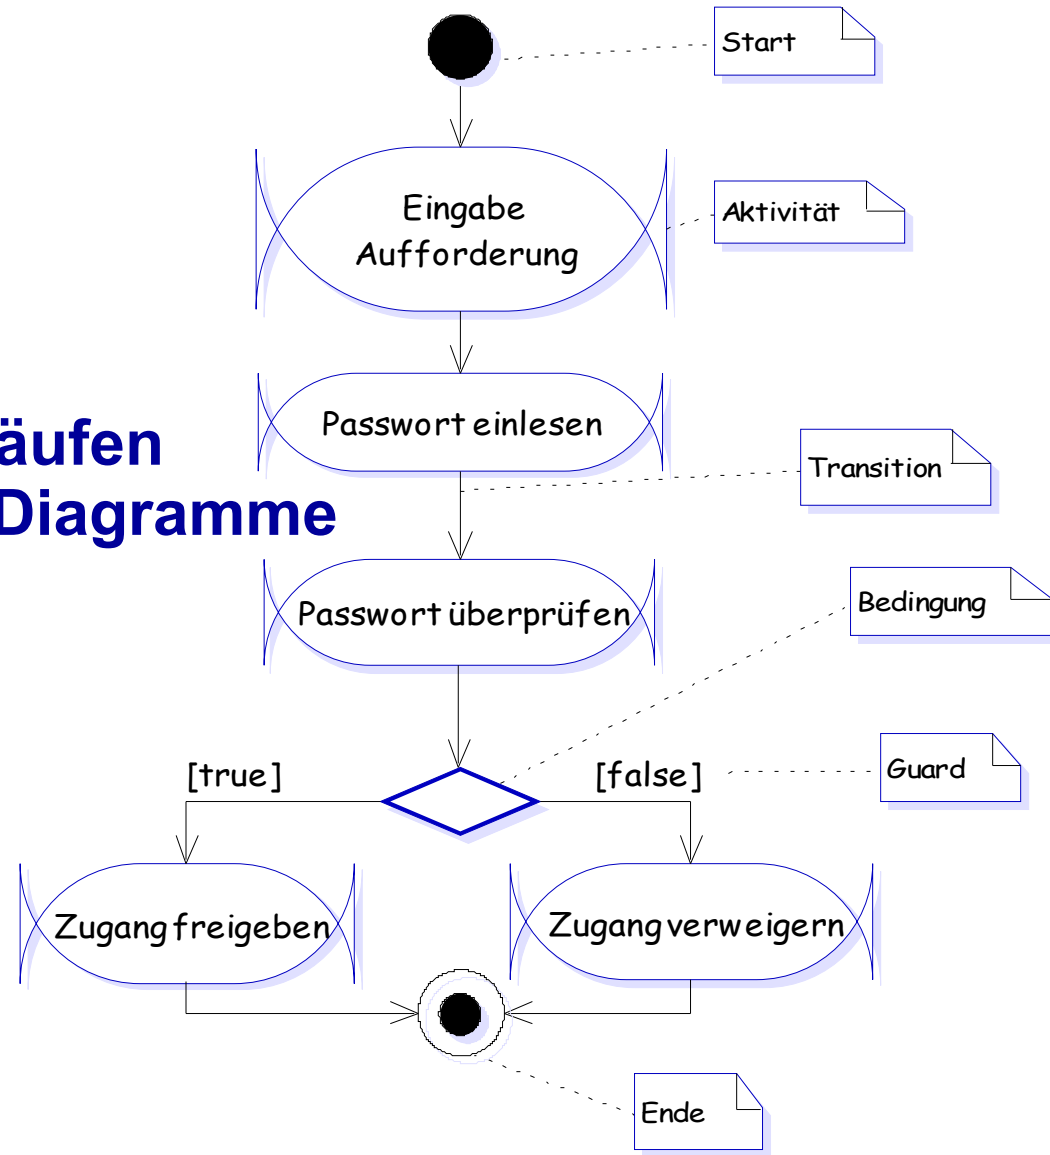 Start
Eingabe
Aufforderung
Aktivität
Passwort einlesen
äufen
Diagramme
Transition
Passwort überprüfen
Bedingung
[true]
[false]
Guard
Zugang freigeben
Zugang verweigern
Ende